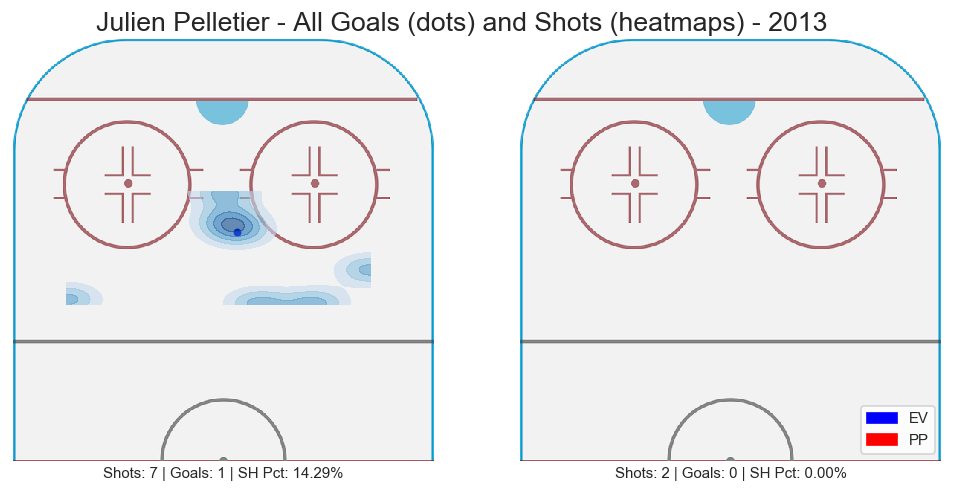 Julien Pelletier - All Goals (dots) and Shots (heatmaps) - 2013
EV
PP
Shots: 7 | Goals: 1 | SH Pct: 14.29%
Shots: 2 | Goals: 0 | SH Pct: 0.00%